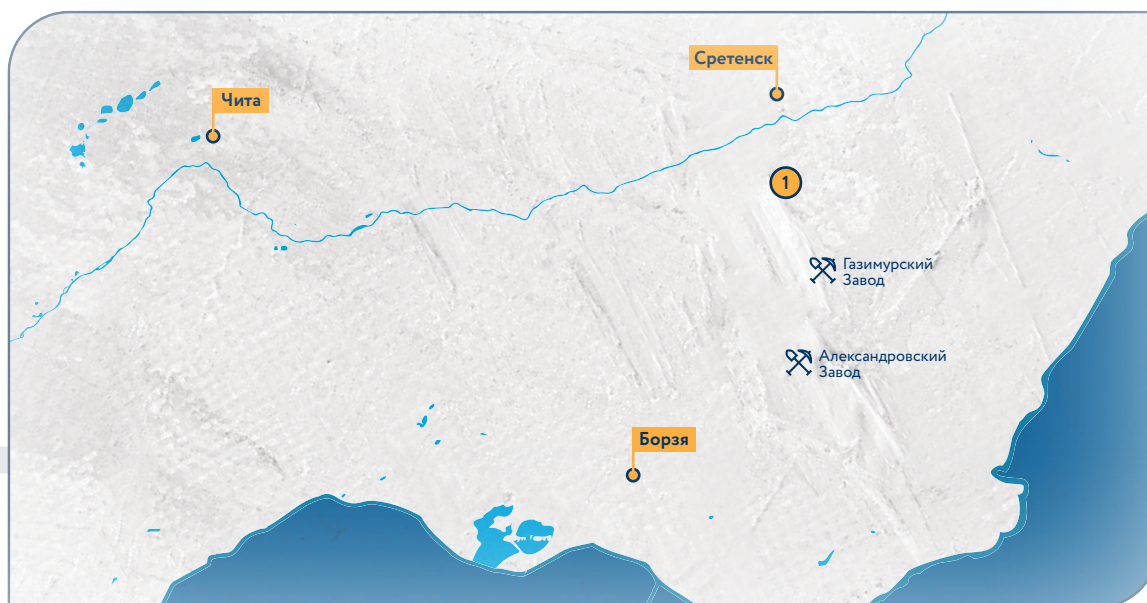 Сретенск
Чита
1
Газимурский
Завод
Александровский
Завод
Борзя